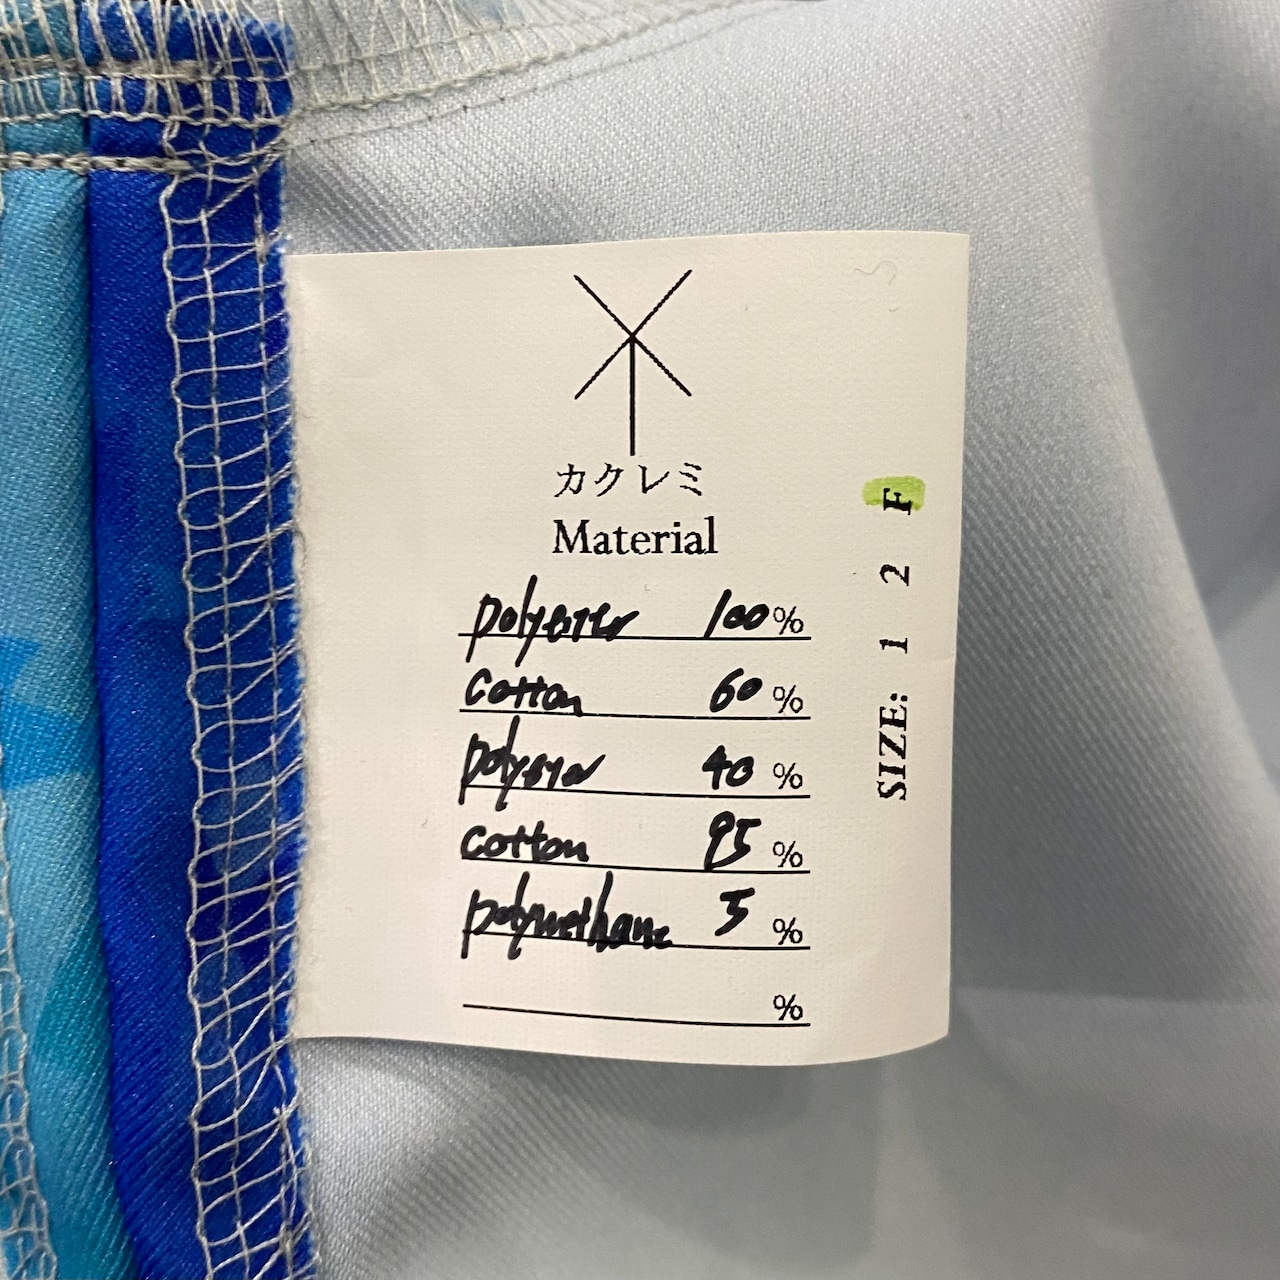 カクレミ
Material
polyester 100%
cotton 60 %
polyester 40 %
cotton 95 %
polyurethane 5 %
%
SIZE: 1 2 F